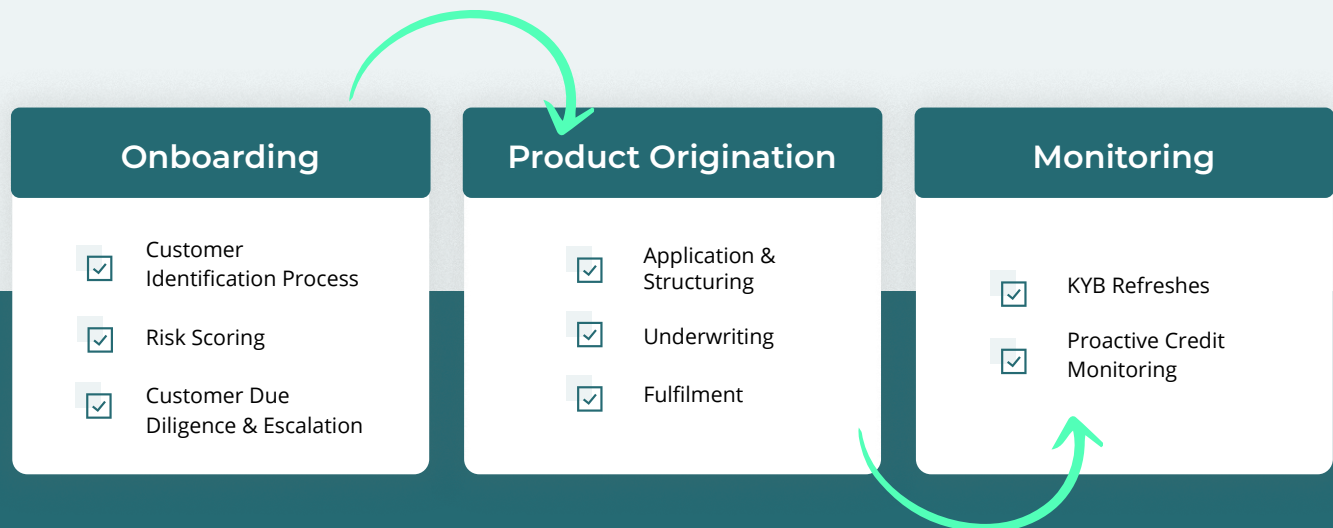 Onboarding
Customer
Identification Process
Risk Scoring
Customer Due
Diligence & Escalation
Product Origination
Application &
Structuring
Underwriting
Fulfilment
Monitoring
KYB Refreshes
Proactive Credit
Monitoring